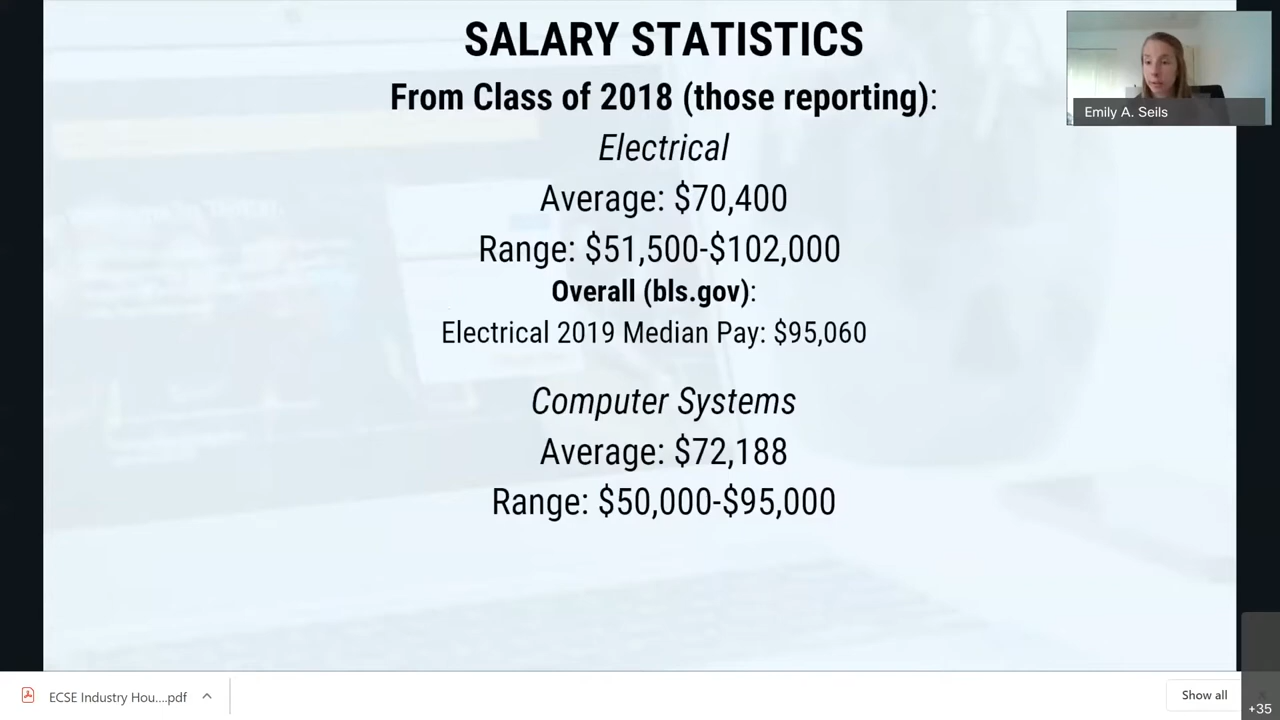 SALARY STATISTICS
From Class of 2018 (those reporting):
Electrical
Average: $70,400
Range: $51,500-$102,000
Overall (bls.gov):
Electrical 2019 Median Pay: $95,060
Computer Systems
Average: $72,188
Range: $50,000-$95,000
Emily A. Seils
ECSE Industry Hou....pdf
Show all
+35